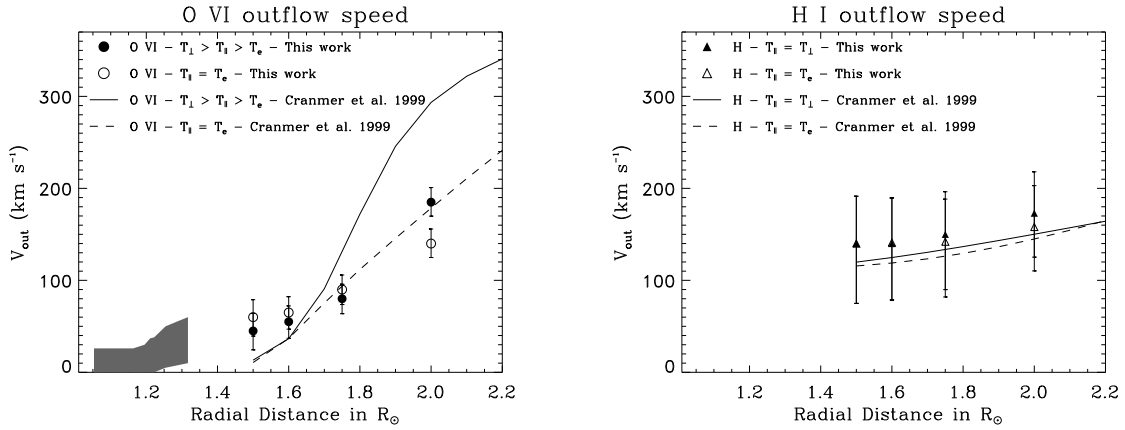 O VI outflow speed
O VI − T⊥ > T∥ > Te − This work
O VI − T∥ = Te − This work
O VI − T⊥ > T∥ > Te − Cranmer et al. 1999
O VI − T∥ = Te − Cranmer et al. 1999
Vout (km s⁻¹)
300
200
100
0
1.2 1.4 1.6 1.8 2.0 2.2
Radial Distance in R☉
H I outflow speed
H − T∥ = T⊥ − This work
H − T∥ = Te − This work
H − T∥ = T⊥ − Cranmer et al. 1999
H − T∥ = Te − Cranmer et al. 1999
Vout (km s⁻¹)
300
200
100
0
1.2 1.4 1.6 1.8 2.0 2.2
Radial Distance in R☉